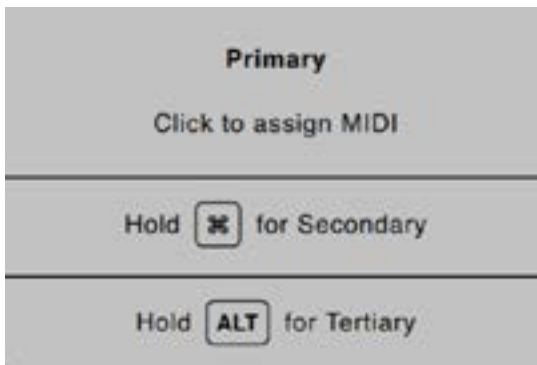 Primary
Click to assign MIDI
Hold ⌘ for Secondary
Hold ALT for Tertiary